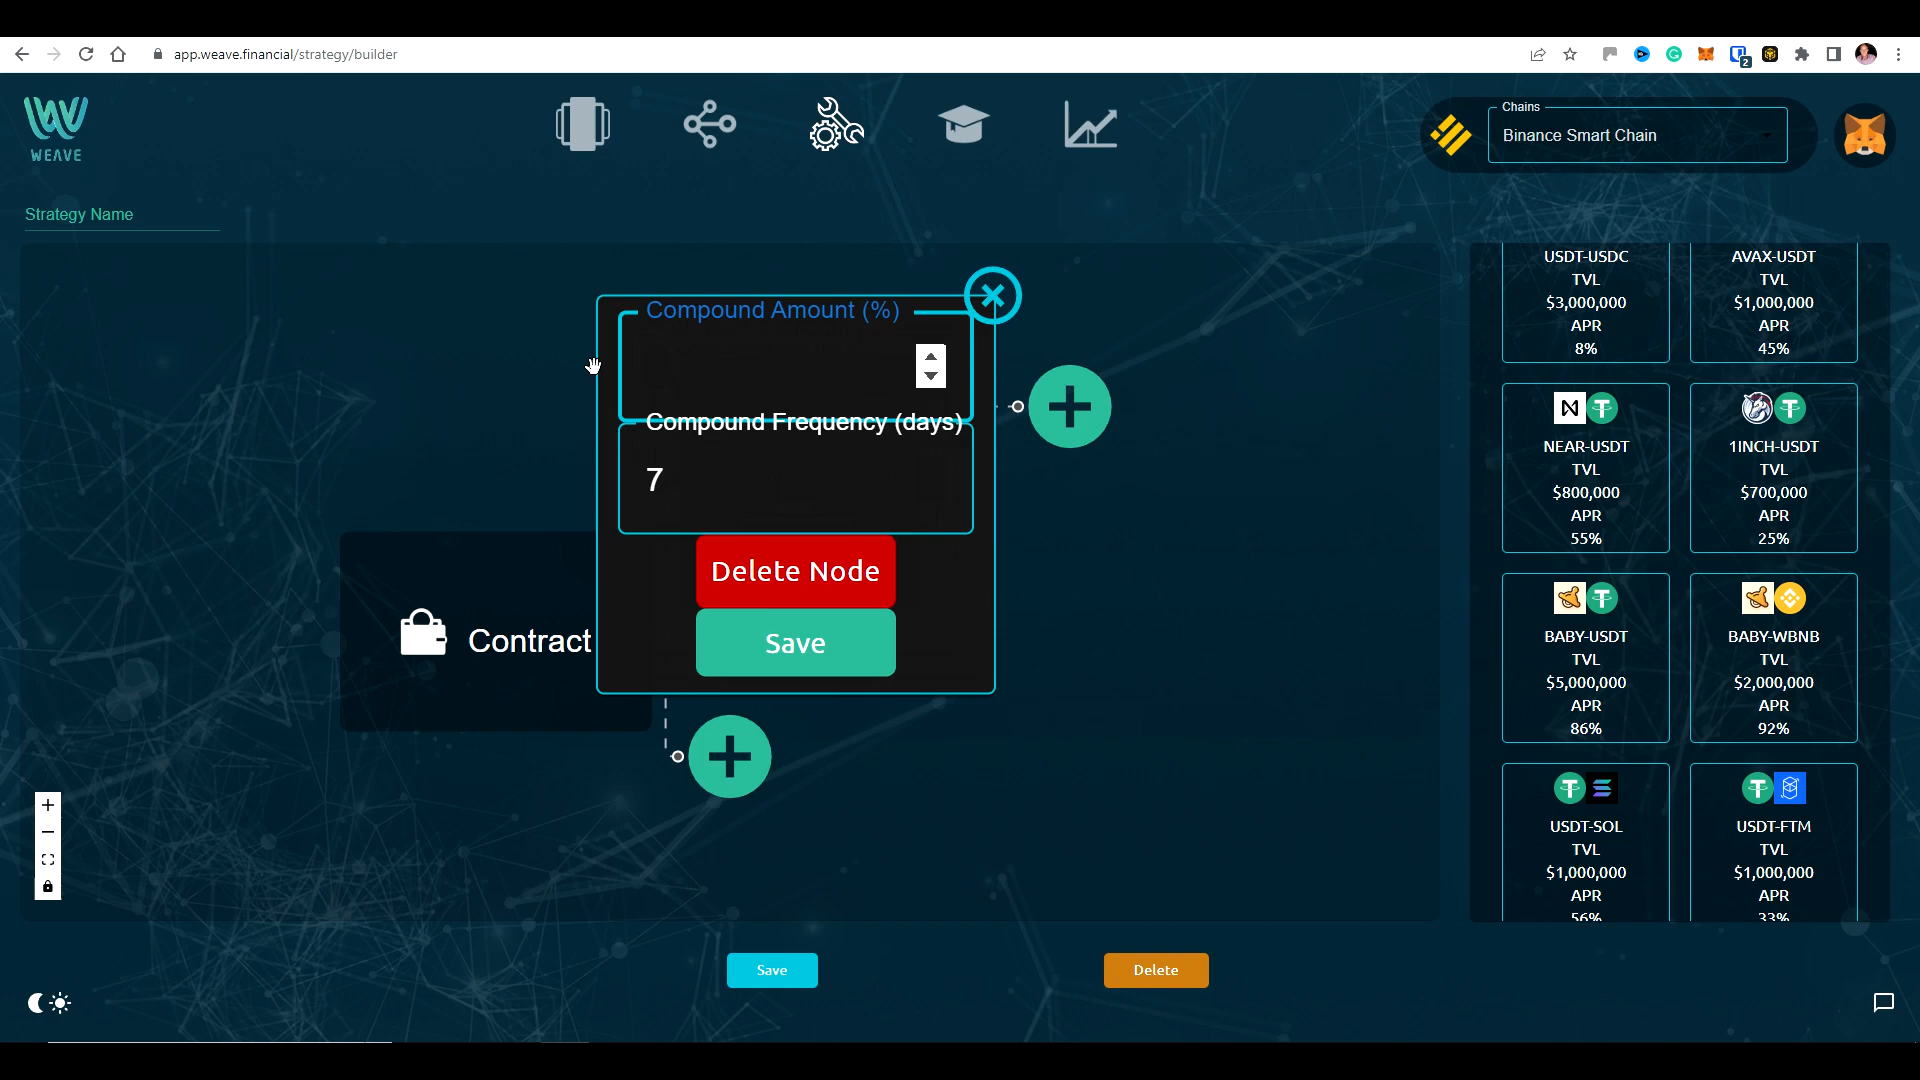 app.weave.financial/strategy/builder
2
WEAVE
Chains
Binance Smart Chain
Strategy Name
Compound Amount (%)
Compound Frequency (days)
7
Delete Node
Save
Contract
USDT-USDC
TVL
$3,000,000
APR
8%
AVAX-USDT
TVL
$1,000,000
APR
45%
NEAR-USDT
TVL
$800,000
APR
55%
1INCH-USDT
TVL
$700,000
APR
25%
BABY-USDT
TVL
$5,000,000
APR
86%
BABY-WBNB
TVL
$2,000,000
APR
92%
USDT-SOL
TVL
$1,000,000
APR
56%
USDT-FTM
TVL
$1,000,000
APR
33%
Save
Delete